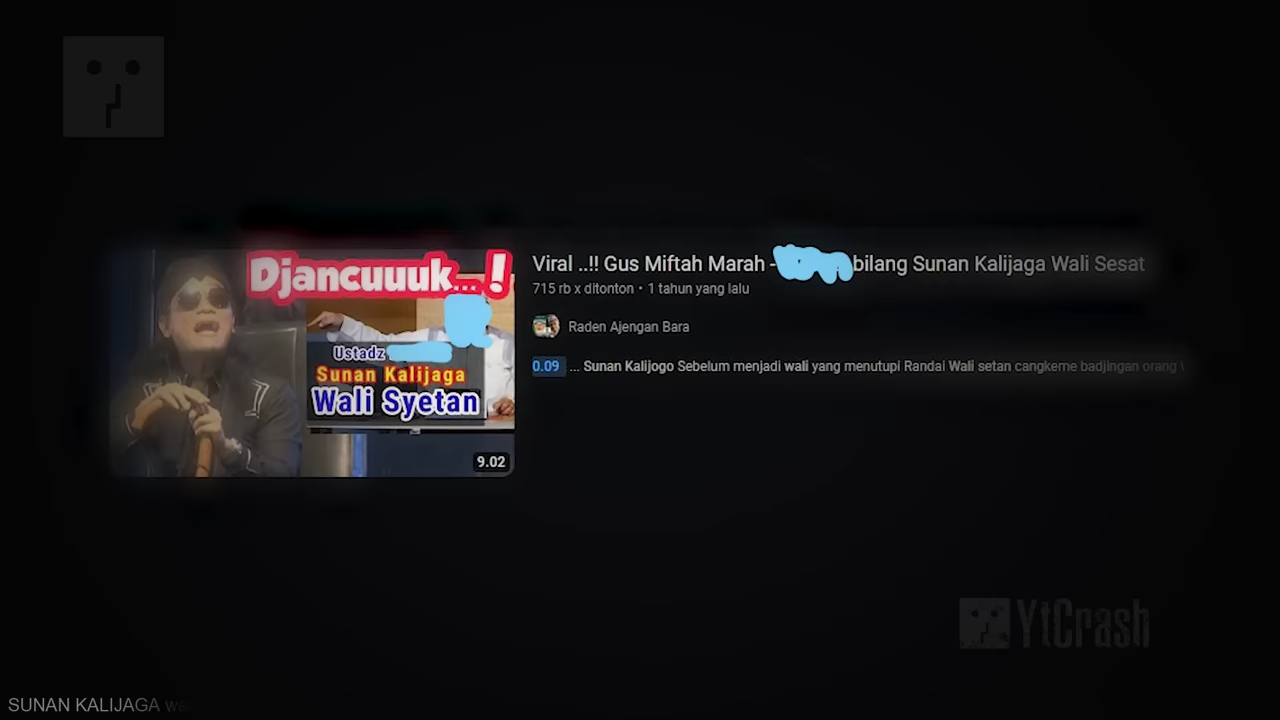 Djancuuuk...!
Ustadz
Sunan Kalijaga
Wali Syetan
9.02
Viral ..!! Gus Miftah Marah - bilang Sunan Kalijaga Wali Sesat
715 rb x ditonton • 1 tahun yang lalu
Raden Ajengan Bara
0.09 ... Sunan Kalijogo Sebelum menjadi wali yang menutupi Randai Wali setan cangkeme badjingan orang
YtCrash
SUNAN KALIJAGA